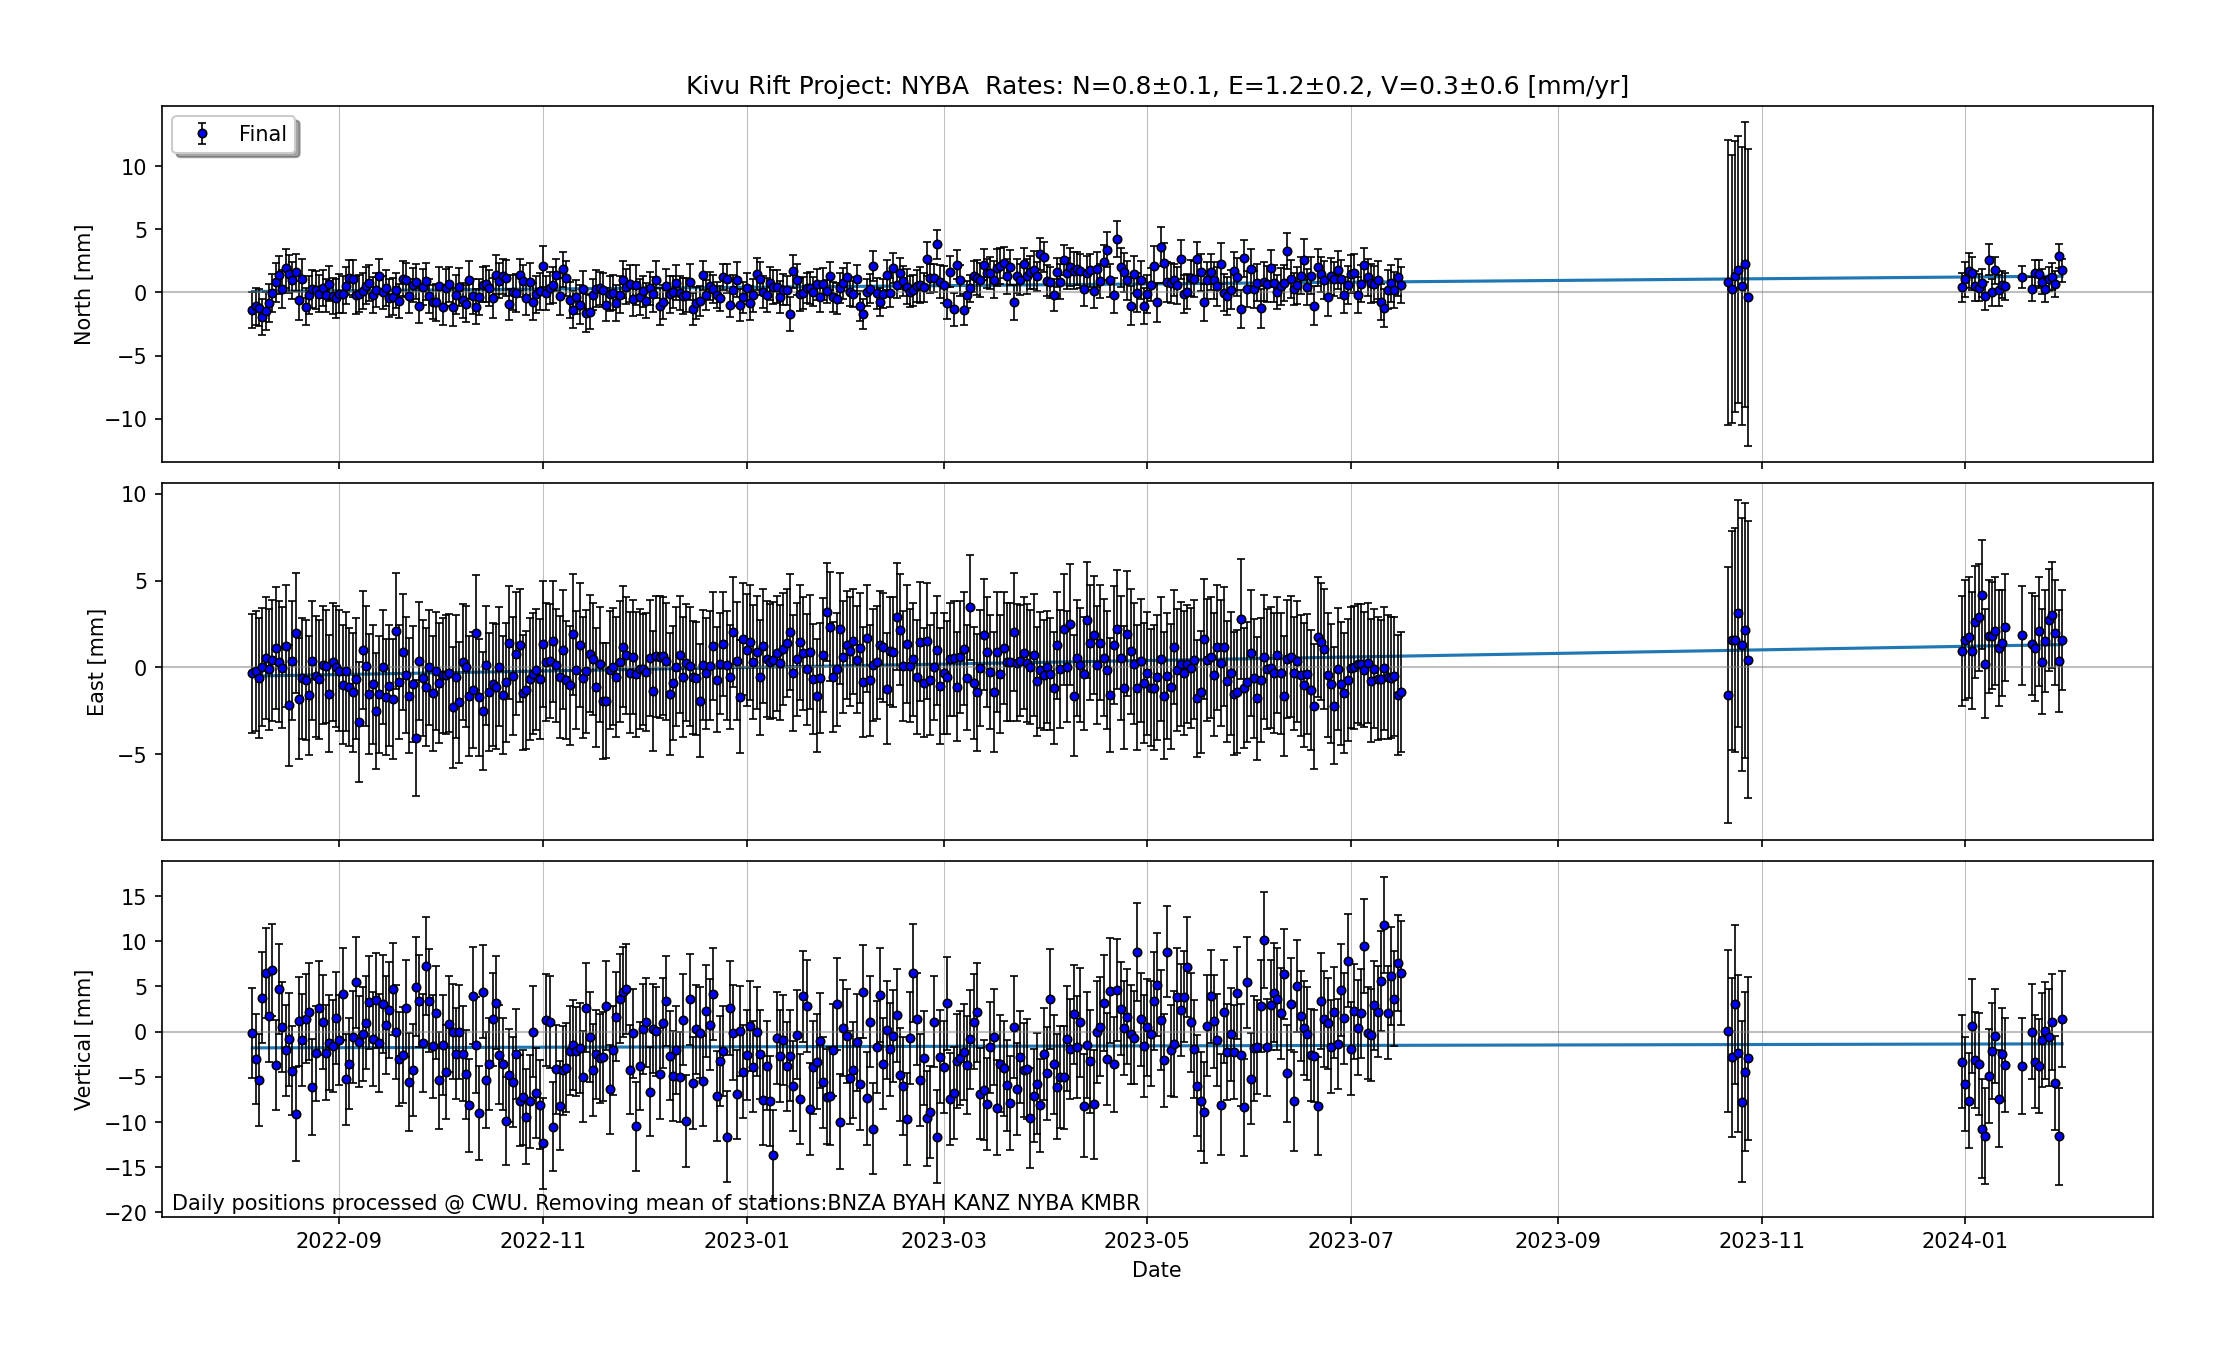 Kivu Rift Project: NYBA  Rates: N=0.8±0.1, E=1.2±0.2, V=0.3±0.6 [mm/yr]
Final
North [mm]
10
5
0
−5
−10
East [mm]
10
5
0
−5
Vertical [mm]
15
10
5
0
−5
−10
−15
−20
Daily positions processed @ CWU. Removing mean of stations:BNZA BYAH KANZ NYBA KMBR
2022-09 2022-11 2023-01 2023-03 2023-05 2023-07 2023-09 2023-11 2024-01
Date